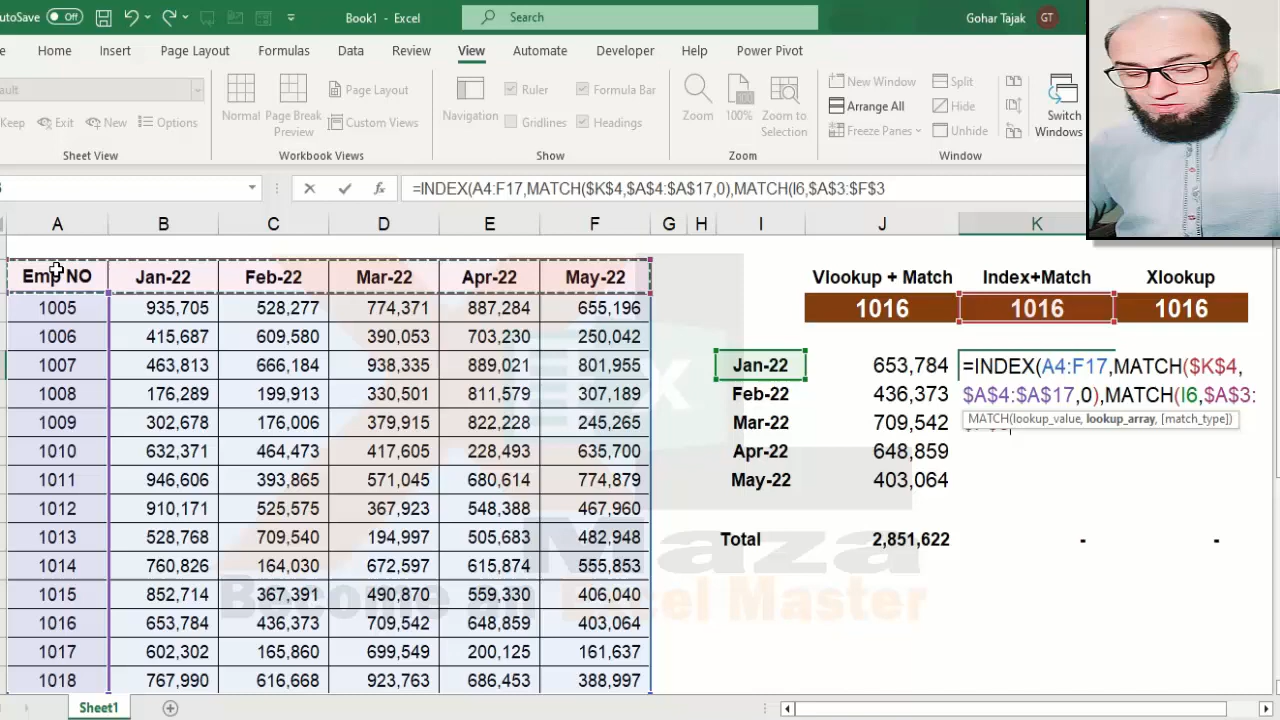 AutoSave Off Book1 - Excel Search Gohar Tajak GT
Home Insert Page Layout Formulas Data Review View Automate Developer Help Power Pivot
Keep Exit New Options
Sheet View
Normal Page Break Preview Page Layout Custom Views
Workbook Views
Navigation Ruler Formula Bar Gridlines Headings
Show
Zoom 100% Zoom to Selection
Zoom
New Window Arrange All Freeze Panes Split Hide Unhide Switch Windows
Window
=INDEX(A4:F17,MATCH($K$4,$A$4:$A$17,0),MATCH(I6,$A$3:$F$3
A B C D E F G H I J K
Emp NO Jan-22 Feb-22 Mar-22 Apr-22 May-22 Vlookup + Match Index+Match Xlookup
1005 935,705 528,277 774,371 887,284 655,196 1016 1016 1016
1006 415,687 609,580 390,053 703,230 250,042
1007 463,813 666,184 938,335 889,021 801,955 Jan-22 653,784 =INDEX(A4:F17,MATCH($K$4,
1008 176,289 199,913 330,501 811,579 307,189 Feb-22 436,373 $A$4:$A$17,0),MATCH(I6,$A$3:
MATCH(lookup_value, lookup_array, [match_type])
1009 302,678 176,006 379,915 822,228 245,265 Mar-22 709,542
1010 632,371 464,473 417,605 228,493 635,700 Apr-22 648,859
1011 946,606 393,865 571,045 680,614 774,879 May-22 403,064
1012 910,171 525,575 367,923 548,388 467,960
1013 528,768 709,540 194,997 505,683 482,948 Total 2,851,622 - -
1014 760,826 164,030 672,597 615,874 555,853
1015 852,714 367,391 490,870 559,330 406,040
1016 653,784 436,373 709,542 648,859 403,064
1017 602,302 165,860 699,549 200,125 161,637
1018 767,990 616,668 923,763 686,453 388,997
Maza
Become an Excel Master
Sheet1